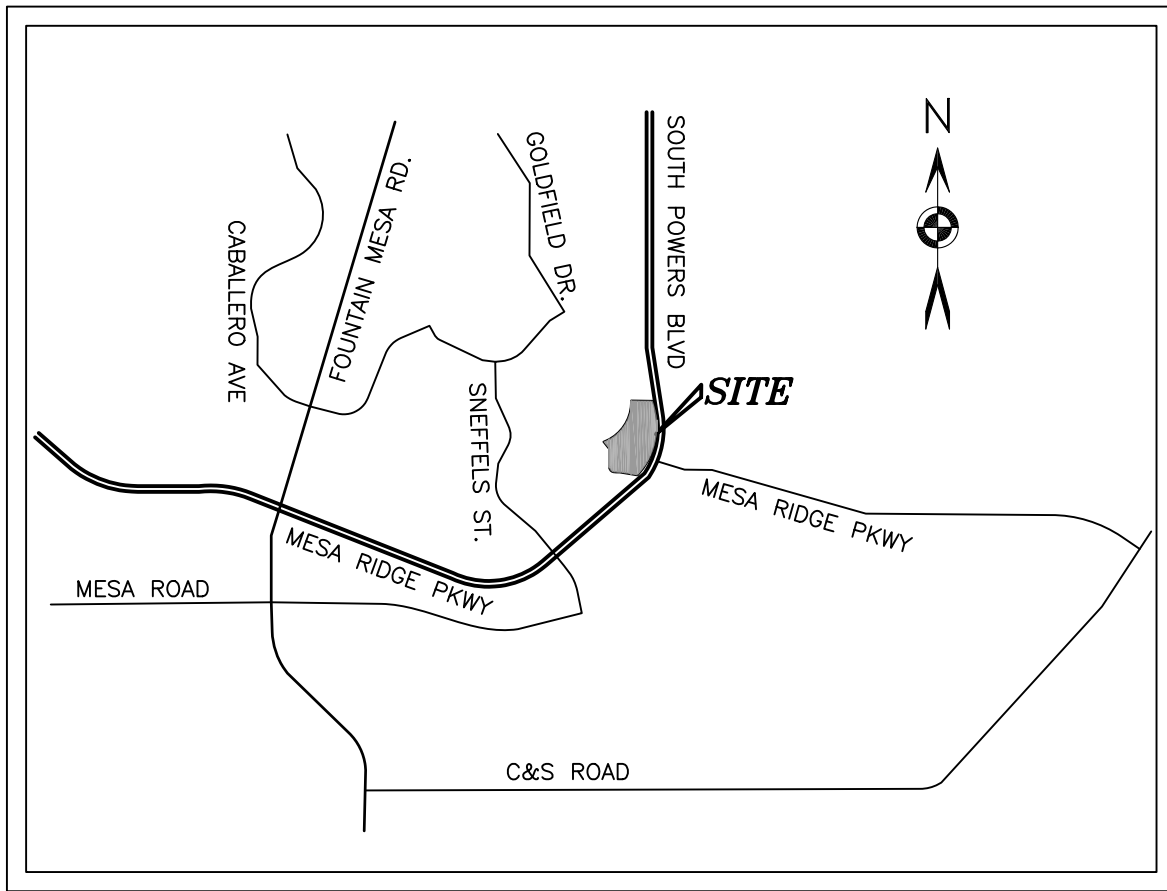 N
SOUTH POWERS BLVD
GOLDFIELD DR.
FOUNTAIN MESA RD.
CABALLERO AVE
SITE
SNEFFELS ST.
MESA RIDGE PKWY
MESA RIDGE PKWY
MESA ROAD
C&S ROAD